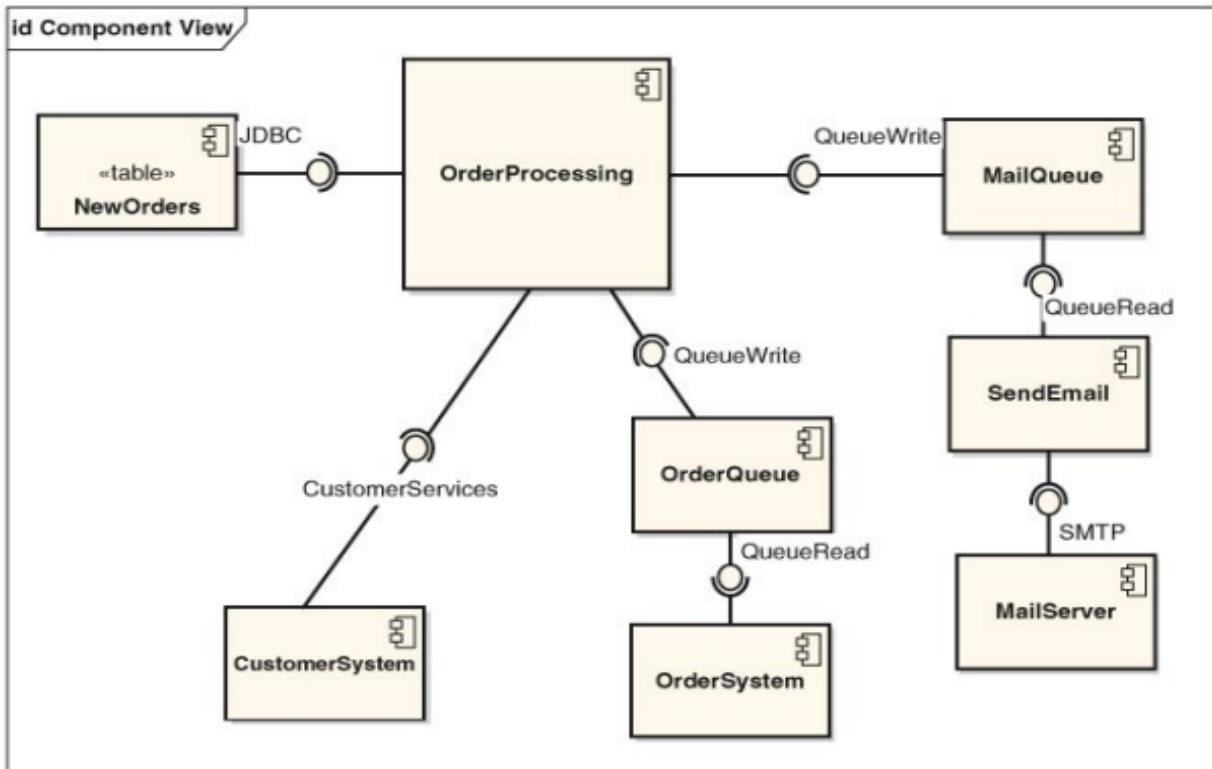 id Component View
JDBC
«table»
NewOrders
OrderProcessing
QueueWrite
MailQueue
QueueRead
QueueWrite
SendEmail
CustomerServices
OrderQueue
QueueRead
SMTP
CustomerSystem
OrderSystem
MailServer